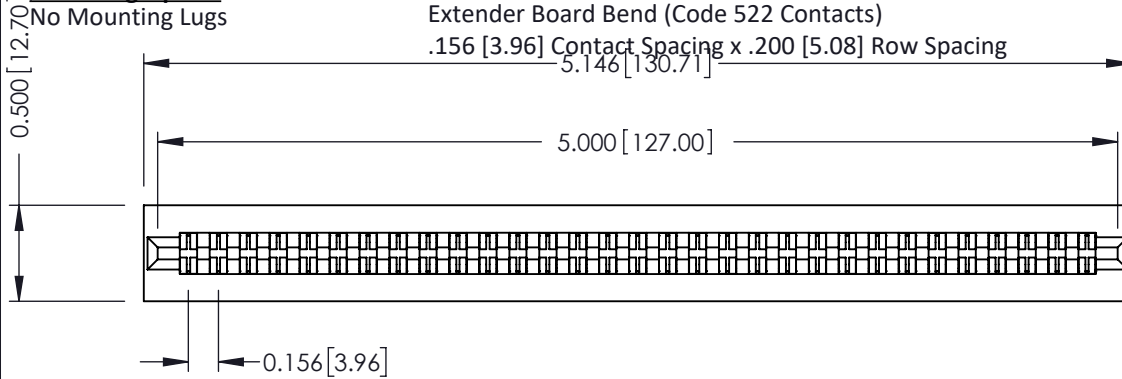 No Mounting Lugs
Extender Board Bend (Code 522 Contacts)
.156 [3.96] Contact Spacing x .200 [5.08] Row Spacing
5.146[130.71]
0.500[12.70]
5.000[127.00]
0.156[3.96]